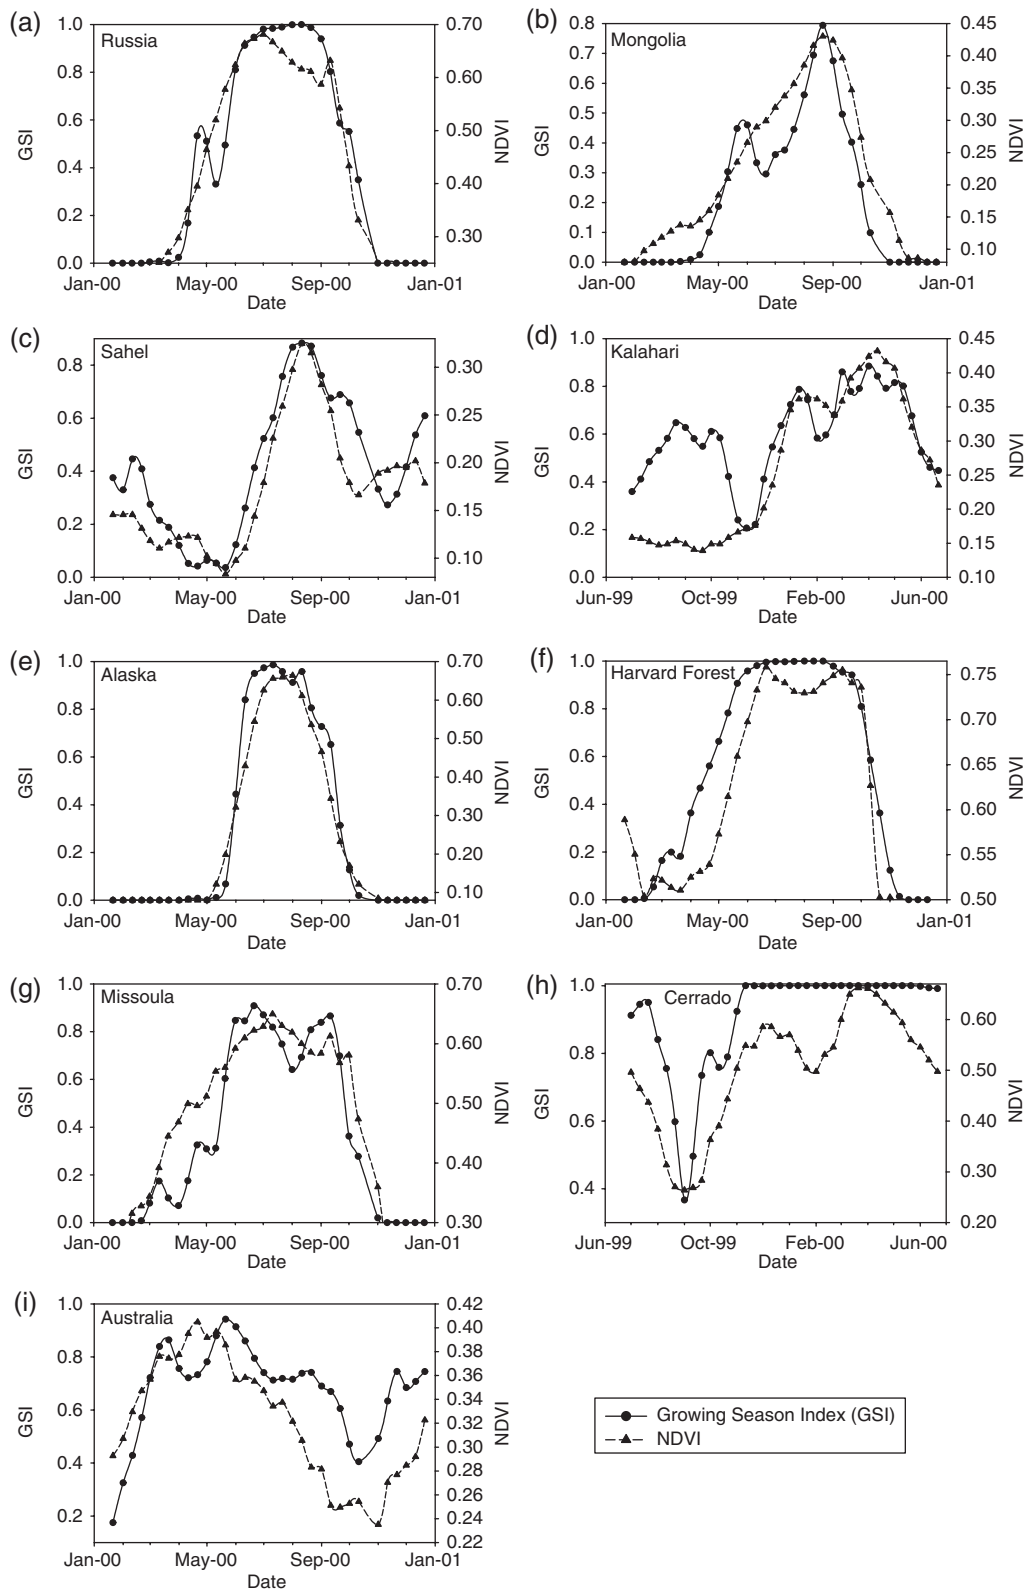 (a)
Russia
1.0
0.8
0.6
0.4
0.2
0.0
GSI
0.70
0.60
0.50
0.40
0.30
NDVI
Jan-00 May-00 Sep-00 Jan-01
Date
(b)
Mongolia
0.8
0.7
0.6
0.5
0.4
0.3
0.2
0.1
0.0
GSI
0.45
0.40
0.35
0.30
0.25
0.20
0.15
0.10
NDVI
Jan-00 May-00 Sep-00 Jan-01
Date
(c)
Sahel
0.8
0.6
0.4
0.2
0.0
GSI
0.30
0.25
0.20
0.15
0.10
NDVI
Jan-00 May-00 Sep-00 Jan-01
Date
(d)
Kalahari
1.0
0.8
0.6
0.4
0.2
0.0
GSI
0.45
0.40
0.35
0.30
0.25
0.20
0.15
0.10
NDVI
Jun-99 Oct-99 Feb-00 Jun-00
Date
(e)
Alaska
1.0
0.8
0.6
0.4
0.2
0.0
GSI
0.70
0.60
0.50
0.40
0.30
0.20
0.10
NDVI
Jan-00 May-00 Sep-00 Jan-01
Date
(f)
Harvard Forest
1.0
0.8
0.6
0.4
0.2
0.0
GSI
0.75
0.70
0.65
0.60
0.55
0.50
NDVI
Jan-00 May-00 Sep-00 Jan-01
Date
(g)
Missoula
1.0
0.8
0.6
0.4
0.2
0.0
GSI
0.70
0.60
0.50
0.40
0.30
NDVI
Jan-00 May-00 Sep-00 Jan-01
Date
(h)
Cerrado
1.0
0.8
0.6
0.4
GSI
0.60
0.50
0.40
0.30
0.20
NDVI
Jun-99 Oct-99 Feb-00 Jun-00
Date
(i)
Australia
1.0
0.8
0.6
0.4
0.2
GSI
0.42
0.40
0.38
0.36
0.34
0.32
0.30
0.28
0.26
0.24
0.22
NDVI
Jan-00 May-00 Sep-00 Jan-01
Date
Growing Season Index (GSI)
NDVI